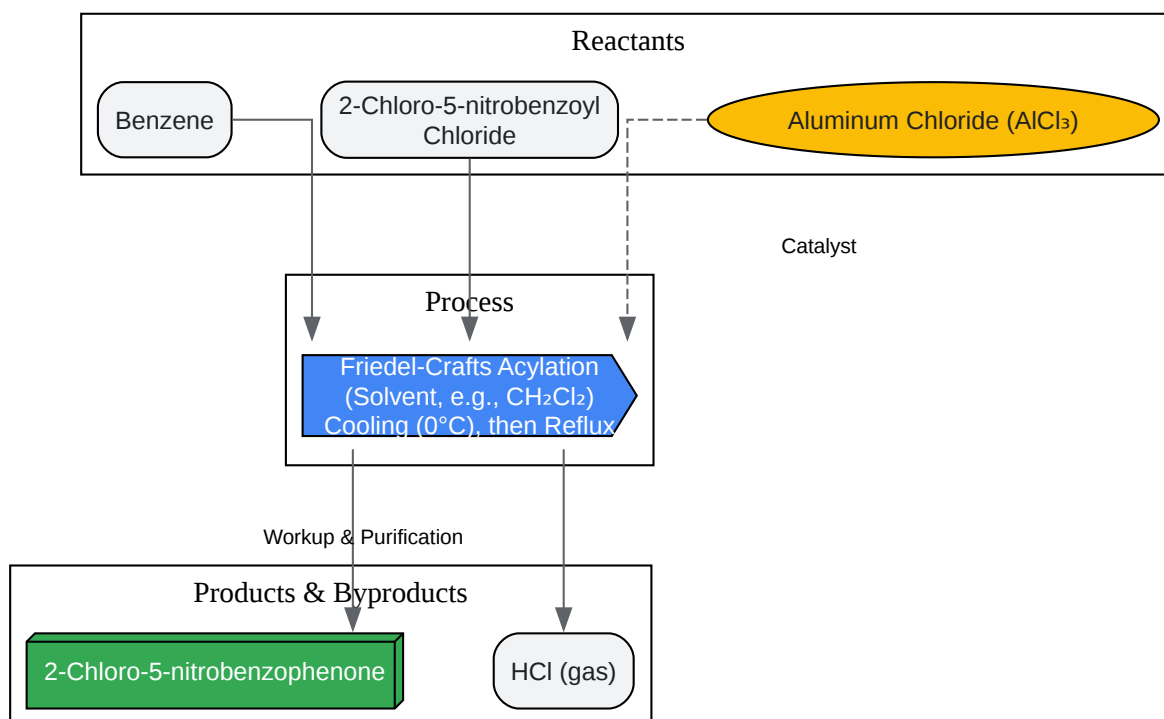 Reactants
Benzene
2-Chloro-5-nitrobenzoyl
Chloride
Aluminum Chloride (AlCl₃)
Catalyst
Process
Friedel-Crafts Acylation
(Solvent, e.g., CH₂Cl₂)
Cooling (0°C), then Reflux
Workup & Purification
Products & Byproducts
2-Chloro-5-nitrobenzophenone
HCl (gas)